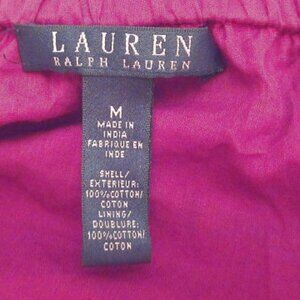 LAUREN
RALPH LAUREN
M
MADE IN
INDIA
FABRIQUE EN
INDE
SHELL/
EXTERIEUR:
100%COTTON/
COTON
LINING/
DOUBLURE:
100%COTTON/
COTON